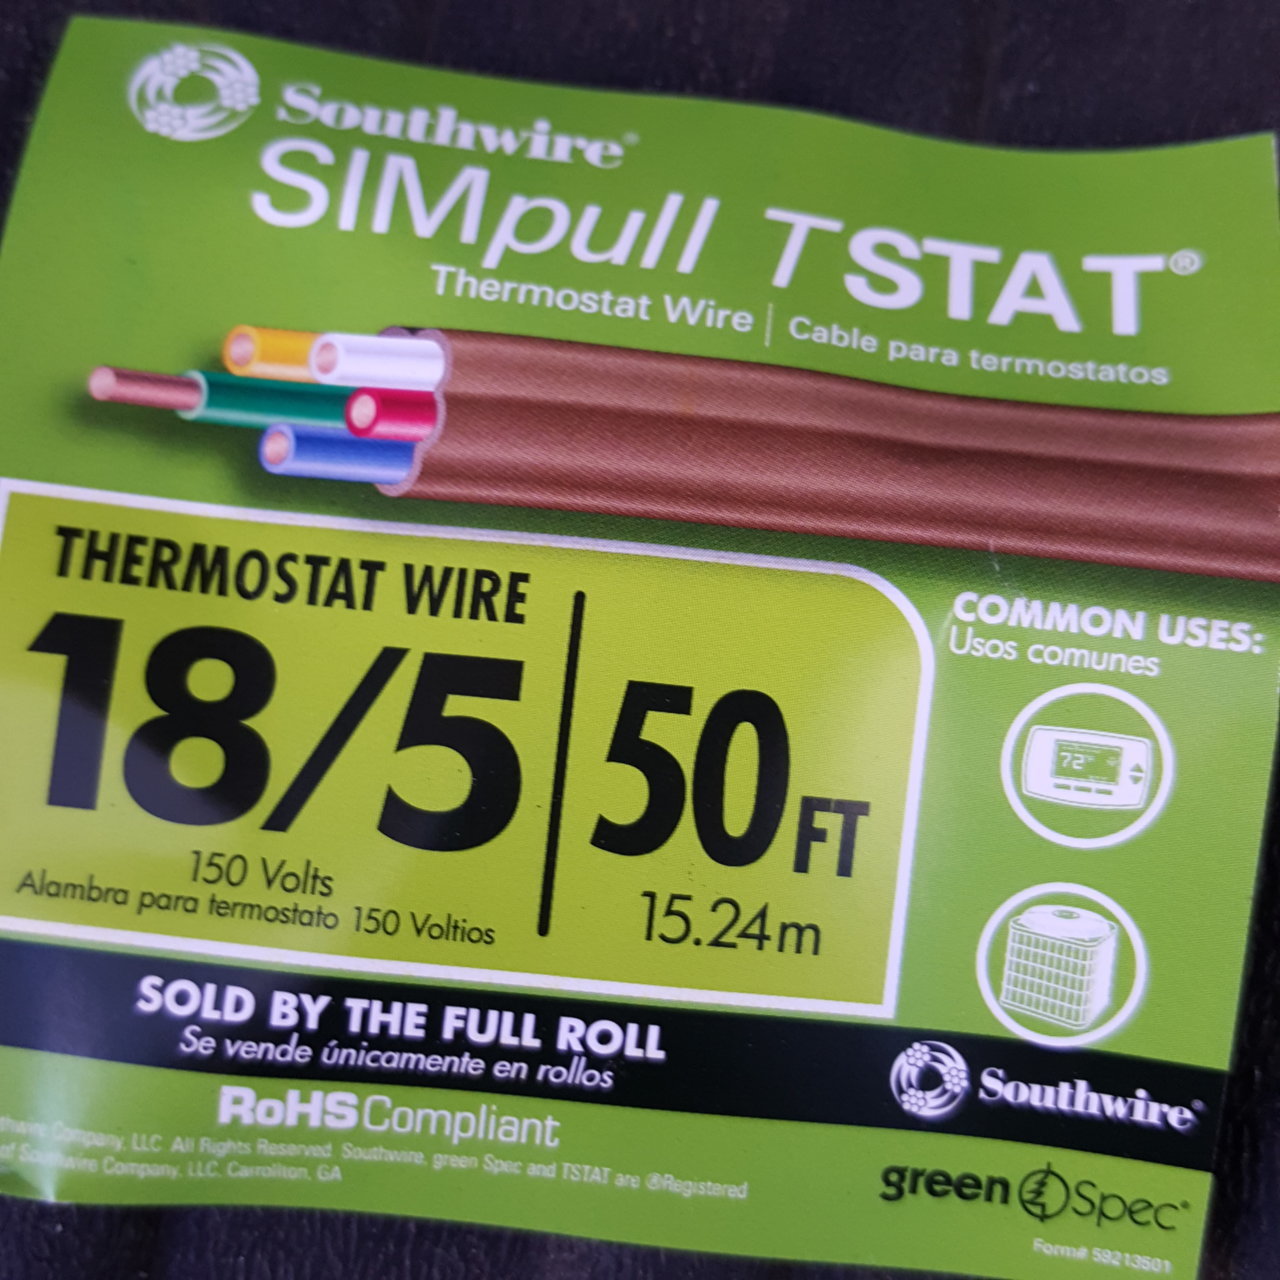 Southwire®
SIMpull TSTAT®
Thermostat Wire | Cable para termostatos
THERMOSTAT WIRE
18/5
150 Volts
Alambra para termostato 150 Voltios
50 FT
15.24m
COMMON USES:
Usos comunes
72°
SOLD BY THE FULL ROLL
Se vende únicamente en rollos
Southwire®
RoHS Compliant
thwire Company, LLC All Rights Reserved. Southwire, green Spec and TSTAT are ®Registered
of Southwire Company, LLC. Carrollton, GA
green Spec®
Form# 59213501